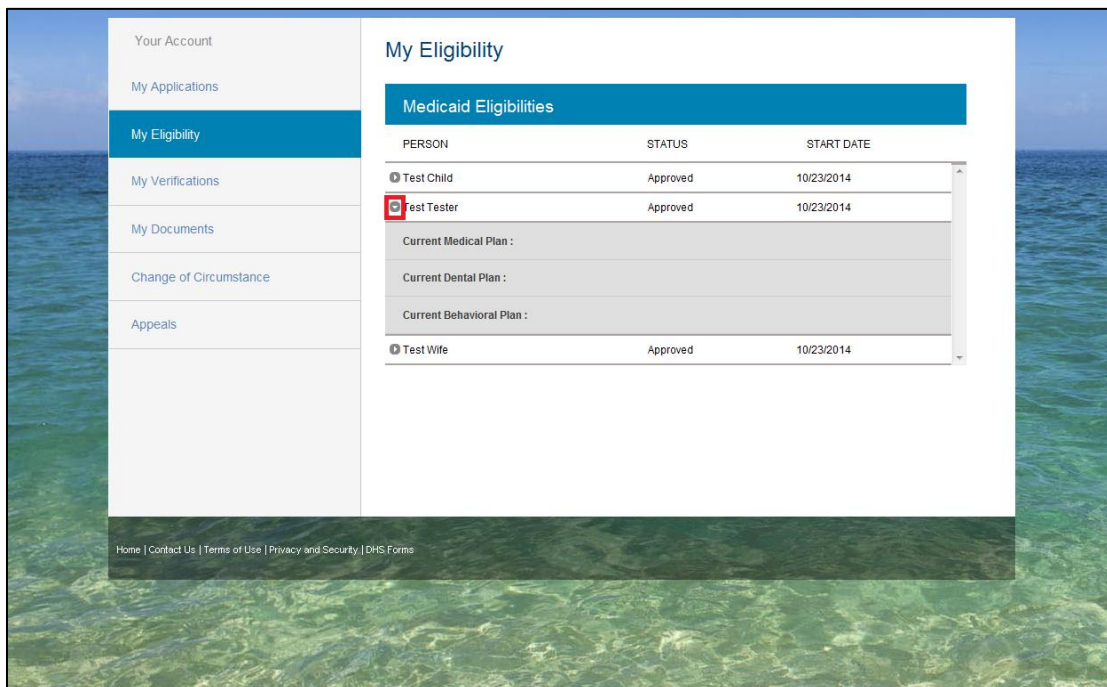 Your Account
My Applications
My Eligibility
My Verifications
My Documents
Change of Circumstance
Appeals
My Eligibility
Medicaid Eligibilities
PERSON STATUS START DATE
Test Child Approved 10/23/2014
Test Tester Approved 10/23/2014
Current Medical Plan :
Current Dental Plan :
Current Behavioral Plan :
Test Wife Approved 10/23/2014
Home | Contact Us | Terms of Use | Privacy and Security | DHS Forms